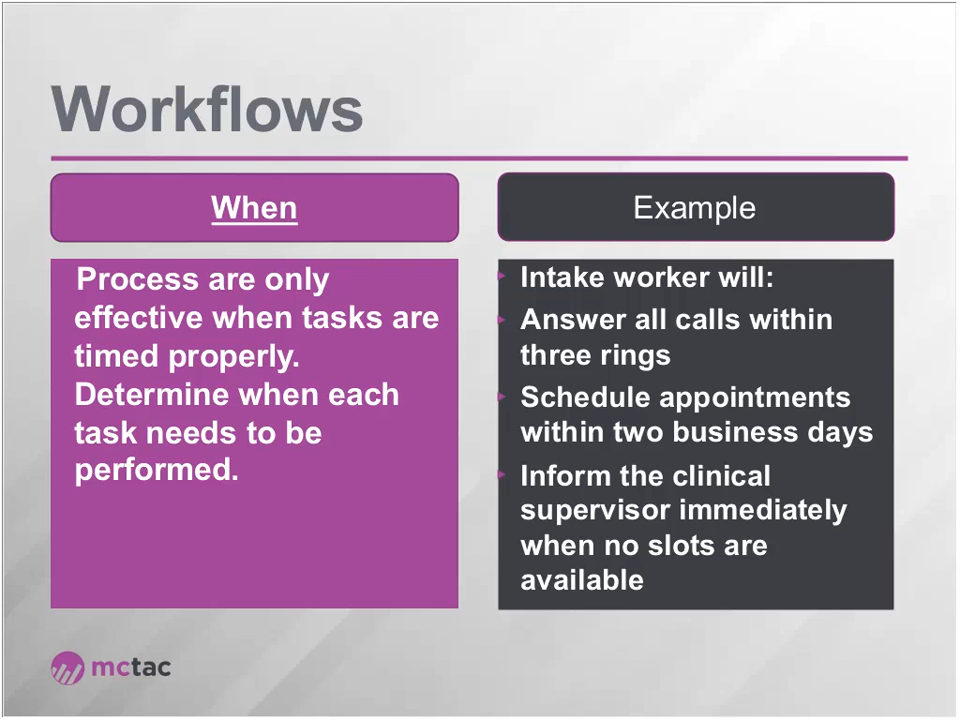 Workflows
When
Process are only
effective when tasks are
timed properly.
Determine when each
task needs to be
performed.
Example
Intake worker will:
Answer all calls within
three rings
Schedule appointments
within two business days
Inform the clinical
supervisor immediately
when no slots are
available
mctac